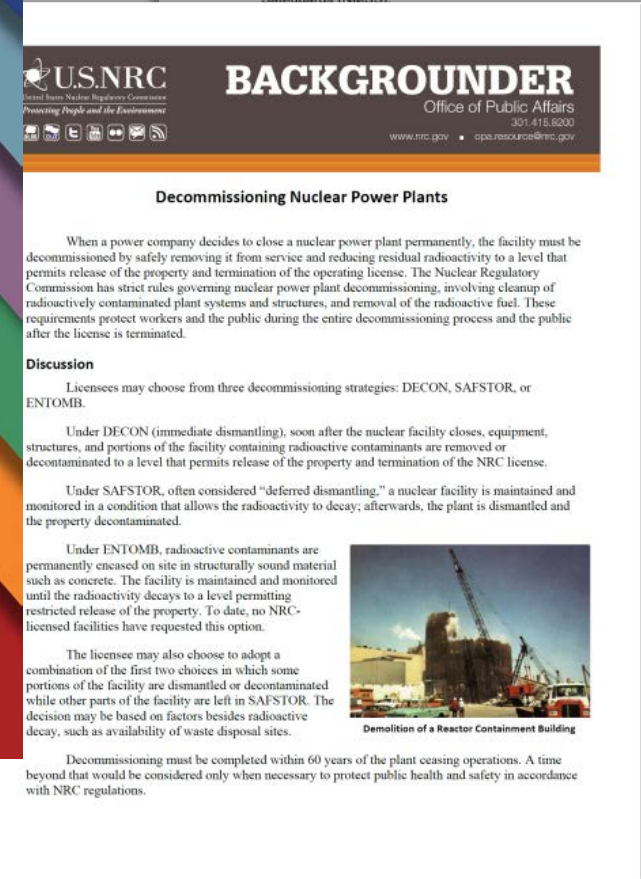 U.S.NRC
United States Nuclear Regulatory Commission
Protecting People and the Environment
BACKGROUNDER
Office of Public Affairs
301.415.8200
www.nrc.gov ■ opa.resource@nrc.gov
Decommissioning Nuclear Power Plants
When a power company decides to close a nuclear power plant permanently, the facility must be
decommissioned by safely removing it from service and reducing residual radioactivity to a level that
permits release of the property and termination of the operating license. The Nuclear Regulatory
Commission has strict rules governing nuclear power plant decommissioning, involving cleanup of
radioactively contaminated plant systems and structures, and removal of the radioactive fuel. These
requirements protect workers and the public during the entire decommissioning process and the public
after the license is terminated.
Discussion
Licensees may choose from three decommissioning strategies: DECON, SAFSTOR, or
ENTOMB.
Under DECON (immediate dismantling), soon after the nuclear facility closes, equipment,
structures, and portions of the facility containing radioactive contaminants are removed or
decontaminated to a level that permits release of the property and termination of the NRC license.
Under SAFSTOR, often considered “deferred dismantling,” a nuclear facility is maintained and
monitored in a condition that allows the radioactivity to decay; afterwards, the plant is dismantled and
the property decontaminated.
Under ENTOMB, radioactive contaminants are
permanently encased on site in structurally sound material
such as concrete. The facility is maintained and monitored
until the radioactivity decays to a level permitting
restricted release of the property. To date, no NRC-
licensed facilities have requested this option.
The licensee may also choose to adopt a
combination of the first two choices in which some
portions of the facility are dismantled or decontaminated
while other parts of the facility are left in SAFSTOR. The
decision may be based on factors besides radioactive
decay, such as availability of waste disposal sites.
Demolition of a Reactor Containment Building
Decommissioning must be completed within 60 years of the plant ceasing operations. A time
beyond that would be considered only when necessary to protect public health and safety in accordance
with NRC regulations.